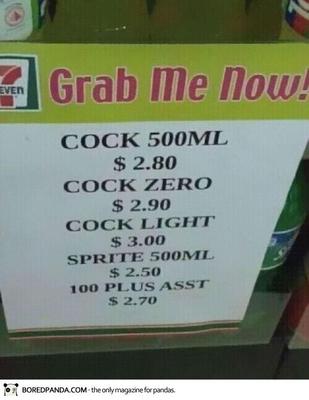 7
EVEN
Grab Me Now!
COCK 500ML
$ 2.80
COCK ZERO
$ 2.90
COCK LIGHT
$ 3.00
SPRITE 500ML
$ 2.50
100 PLUS ASST
$ 2.70
BOREDPANDA.COM - the only magazine for pandas.